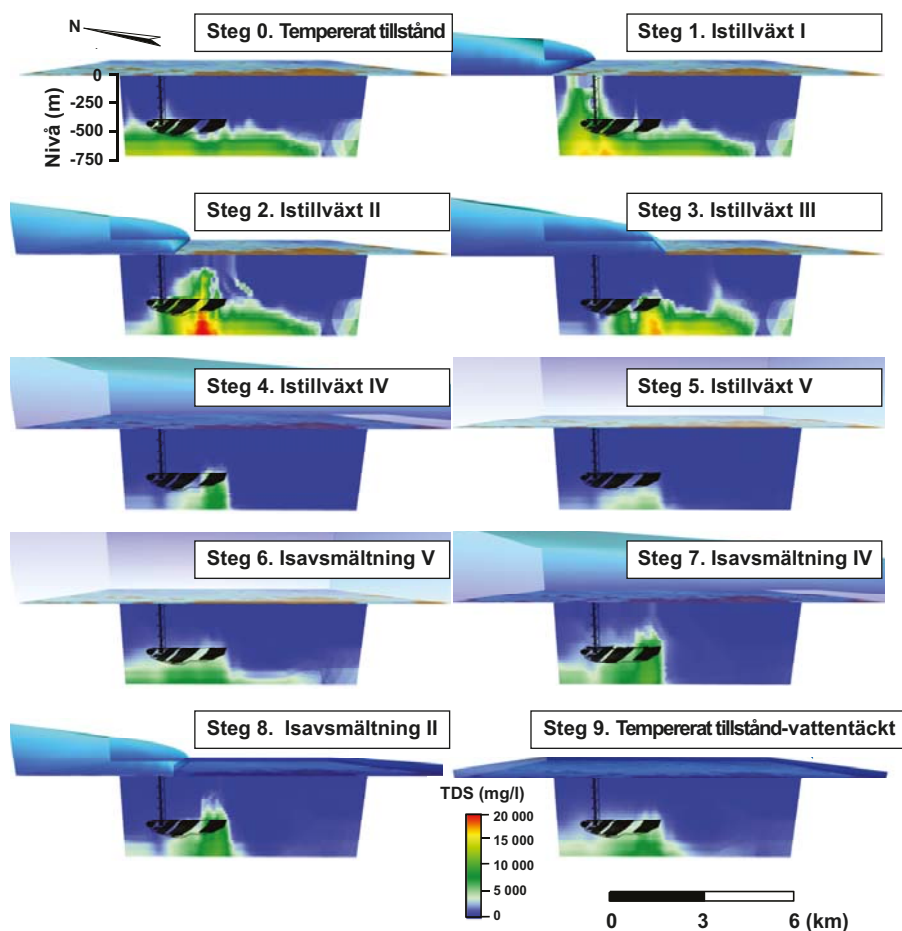 N
Steg 0. Tempererat tillstånd
Steg 1. Istillväxt I
0
-250
-500
-750
Nivå (m)
Steg 2. Istillväxt II
Steg 3. Istillväxt III
Steg 4. Istillväxt IV
Steg 5. Istillväxt V
Steg 6. Isavsmältning V
Steg 7. Isavsmältning IV
Steg 8. Isavsmältning II
Steg 9. Tempererat tillstånd-vattentäckt
TDS (mg/l)
20 000
15 000
10 000
5 000
0
0 3 6 (km)